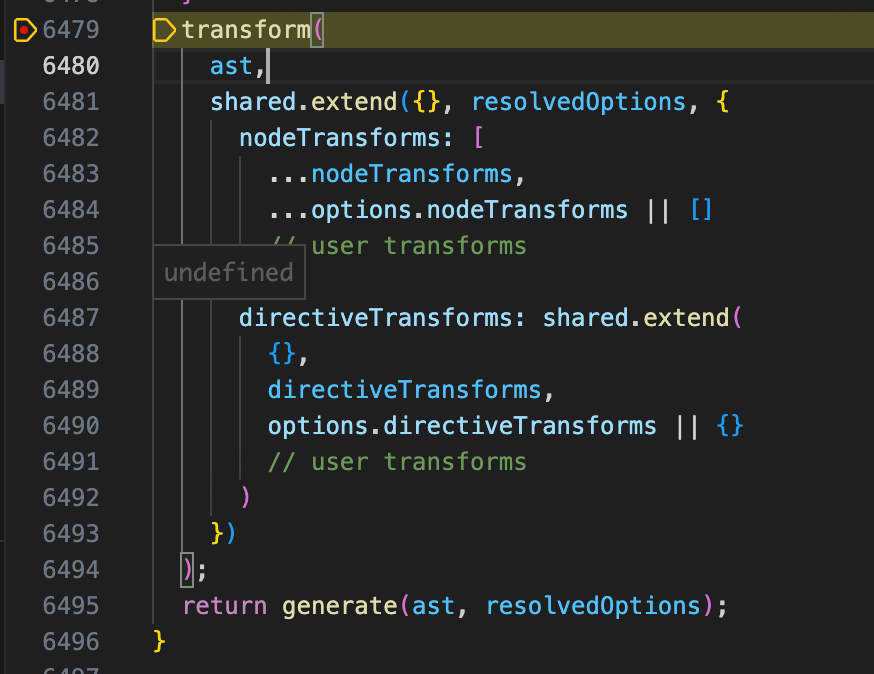 6479 transform(
6480 ast,
6481 shared.extend({}, resolvedOptions, {
6482 nodeTransforms: [
6483 ...nodeTransforms,
6484 ...options.nodeTransforms || []
6485 // user transforms
undefined
6486
6487 directiveTransforms: shared.extend(
6488 {},
6489 directiveTransforms,
6490 options.directiveTransforms || {}
6491 // user transforms
6492 )
6493 })
6494 );
6495 return generate(ast, resolvedOptions);
6496 }